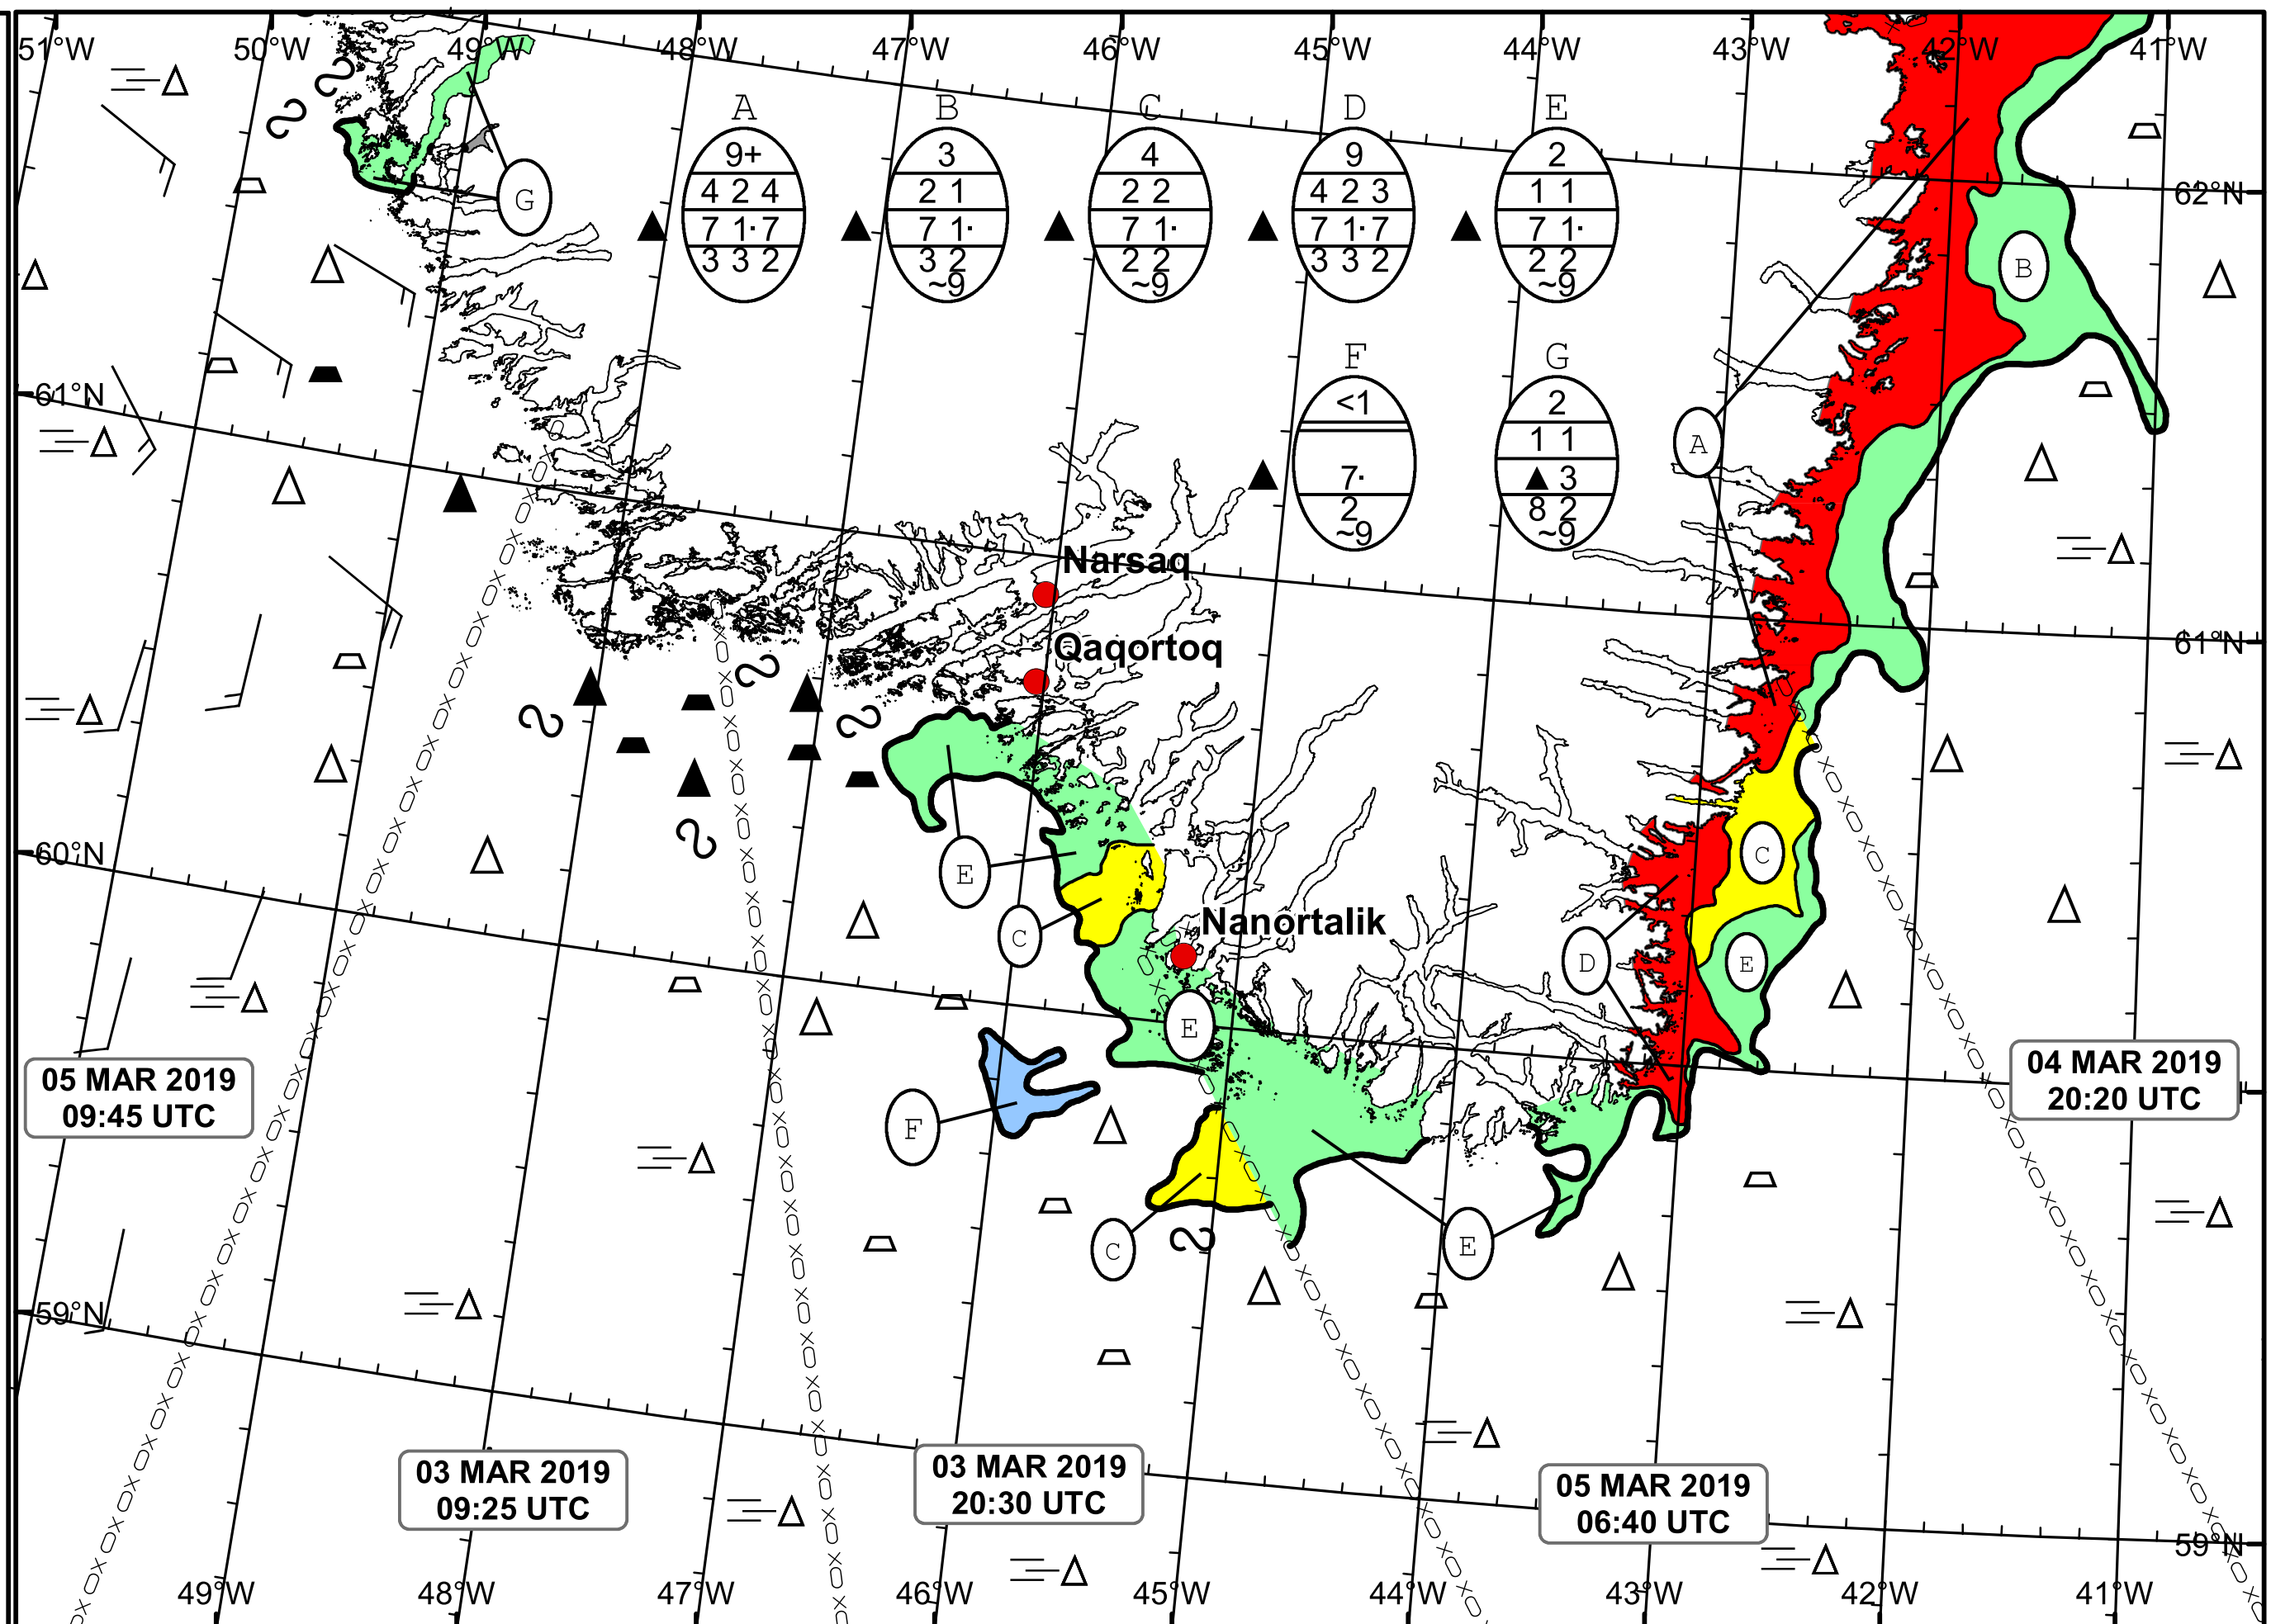 51°W 50°W 49°W 48°W 47°W 46°W 45°W 44°W 43°W 42°W 41°W
A B C D E
9+ 3 4 9 2
4 2 4 2 1 2 2 4 2 3 1 1
7 1· 7 7 1· 7 1· 7 1· 7 7 1·
3 3 2 3 2 2 2 3 3 2 2 2
~9 ~9 ~9
G
62°N
B
F G
<1 2
1 1
7· 3
2 8 2
~9 ~9
61°N
A
Narsaq
Qaqortoq
61°N
60°N
E
C
C
Nanortalik
D
E
E
F
05 MAR 2019
09:45 UTC
04 MAR 2019
20:20 UTC
C
E
59°N
03 MAR 2019
09:25 UTC
03 MAR 2019
20:30 UTC
05 MAR 2019
06:40 UTC
59°N
49°W 48°W 47°W 46°W 45°W 44°W 43°W 42°W 41°W